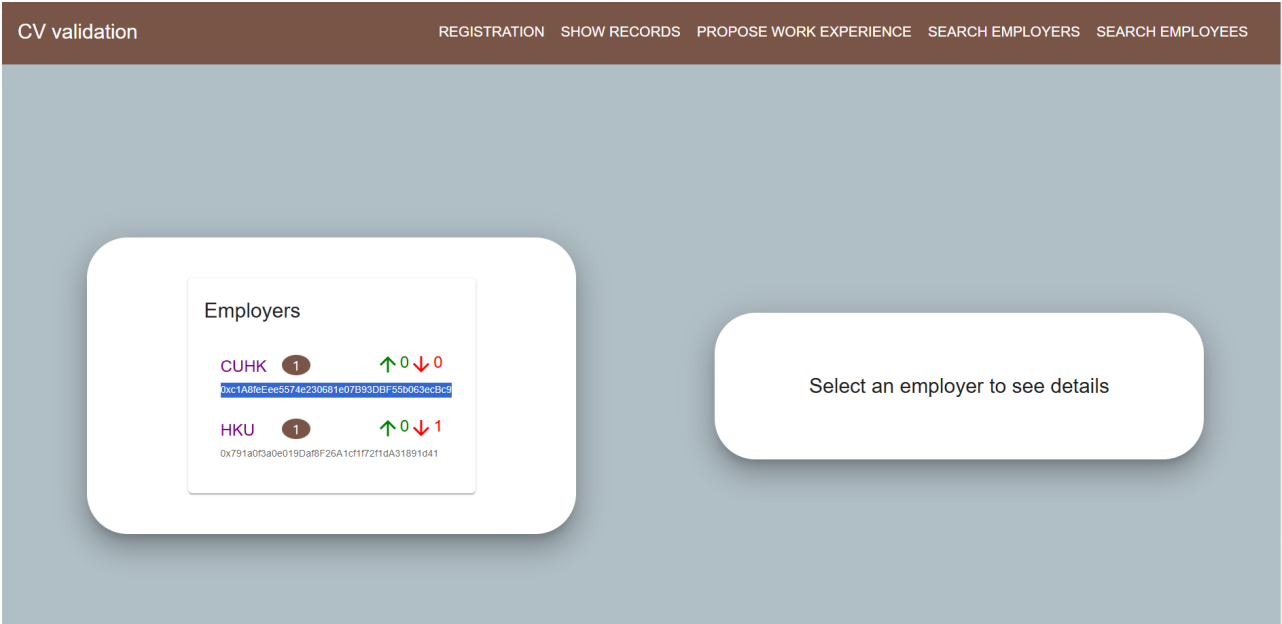 CV validation
REGISTRATION SHOW RECORDS PROPOSE WORK EXPERIENCE SEARCH EMPLOYERS SEARCH EMPLOYEES
Employers
CUHK 1 0 0
0xc1A8feEee5574e230681e07B93DBF55b063ecBc9
HKU 1 0 1
0x791a0f3a0e019Daf8F26A1cf1f72f1dA31891d41
Select an employer to see details